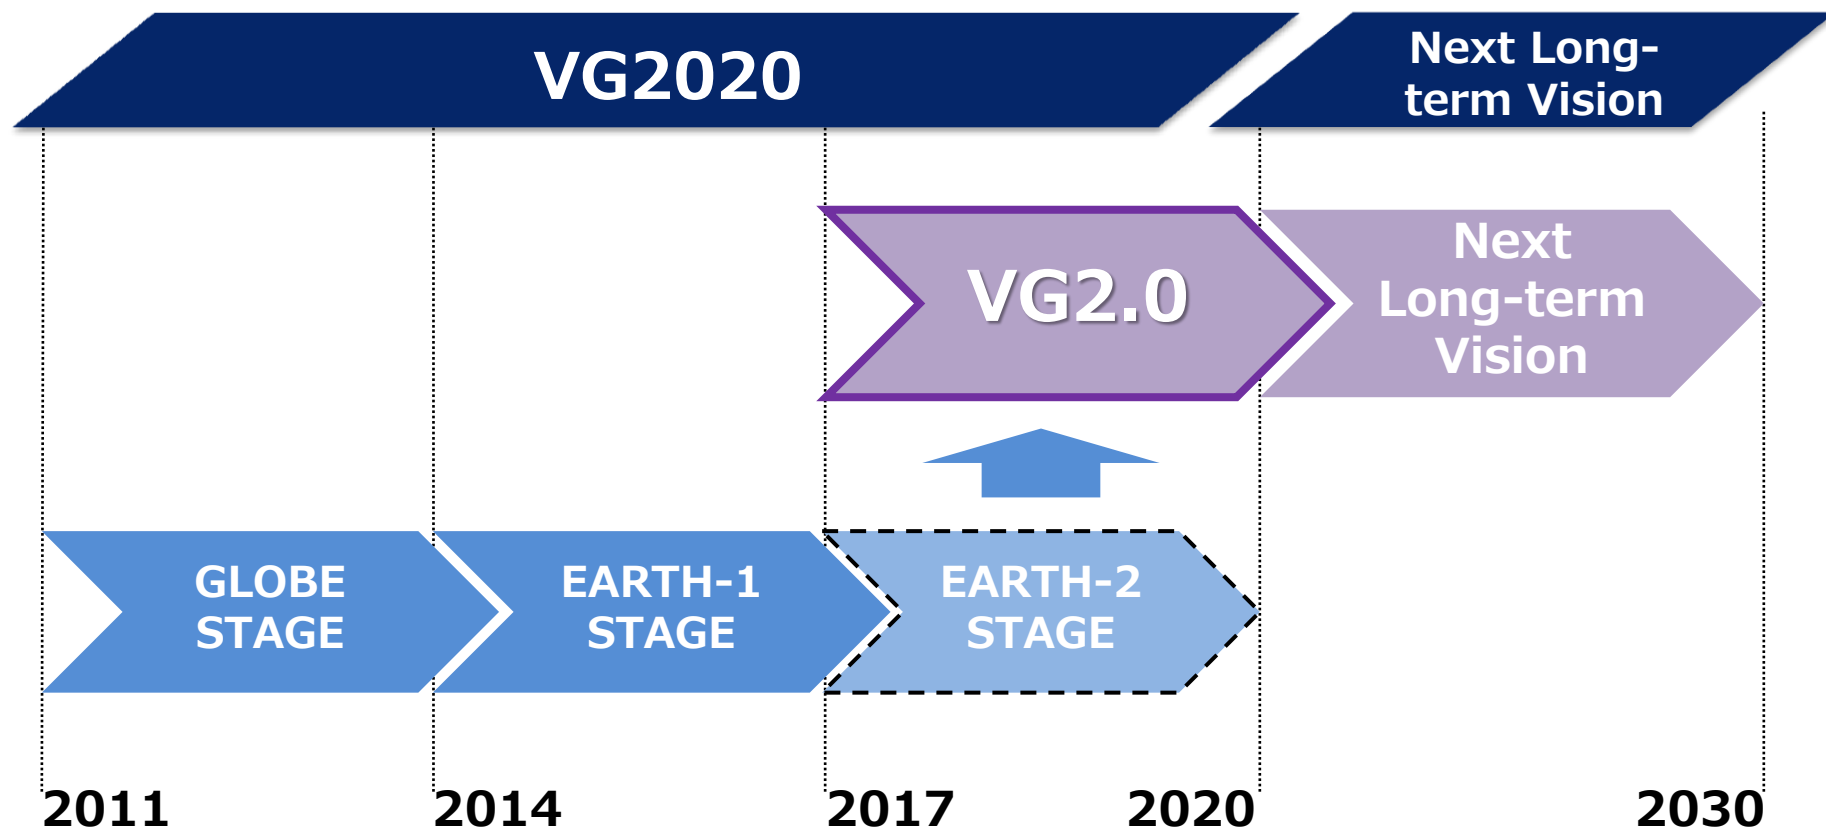 VG2020
Next Long-
term Vision
VG2.0
Next
Long-term
Vision
GLOBE
STAGE
EARTH-1
STAGE
EARTH-2
STAGE
2011
2014
2017
2020
2030